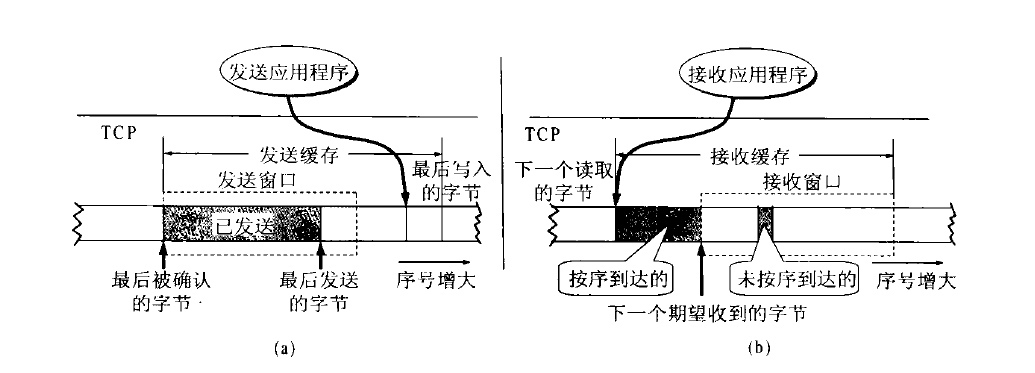 发送应用程序
TCP
发送缓存
最后写入
的字节
发送窗口
已发送
最后被确认
的字节
最后发送
的字节
序号增大
(a)
接收应用程序
TCP
下一个读取
的字节
接收缓存
接收窗口
按序到达的
未按序到达的
序号增大
下一个期望收到的字节
(b)